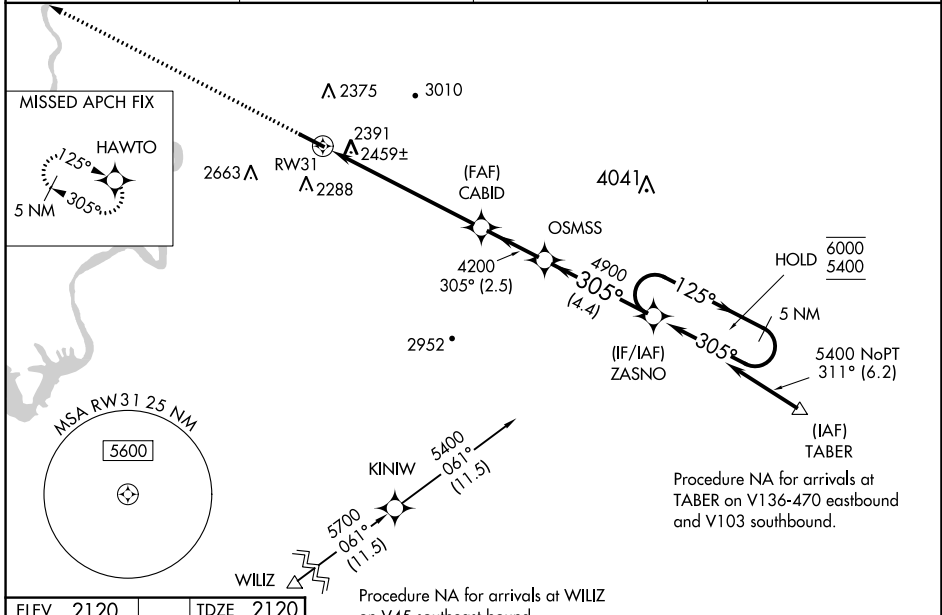 MISSED APCH FIX
HAWTO
125°
305°
5 NM
2375
3010
2391
2459±
RW31
2663
2288
(FAF)
CABID
4041
OSMSS
4200
305° (2.5)
4900
305°
(4.4)
HOLD
6000
5400
125°
5 NM
305°
2952
(IF/IAF)
ZASNO
5400 NoPT
311° (6.2)
(IAF)
TABER
Procedure NA for arrivals at
TABER on V136-470 eastbound
and V103 southbound.
MSA RW31 25 NM
5600
5400
061°
(11.5)
KINIW
5700
061°
(11.5)
WILIZ
Procedure NA for arrivals at WILIZ
on V45 southeast bound
ELEV 2120
TDZE 2120